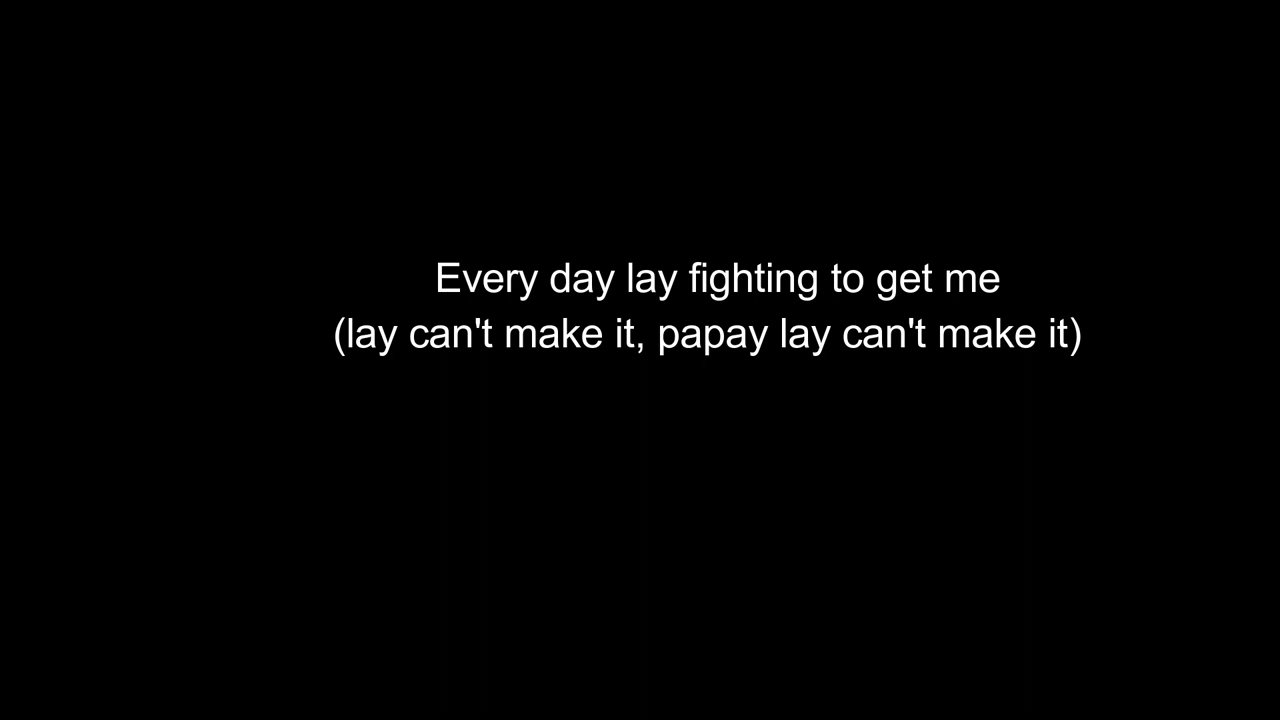 Every day lay fighting to get me
(lay can't make it, papay lay can't make it)